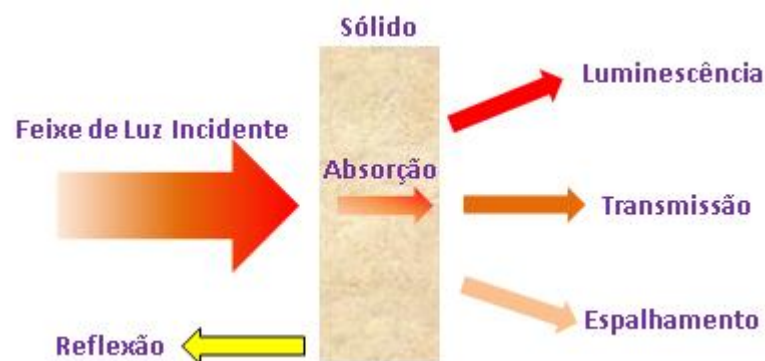 Sólido
Luminescência
Feixe de Luz Incidente
Absorção
Transmissão
Espalhamento
Reflexão